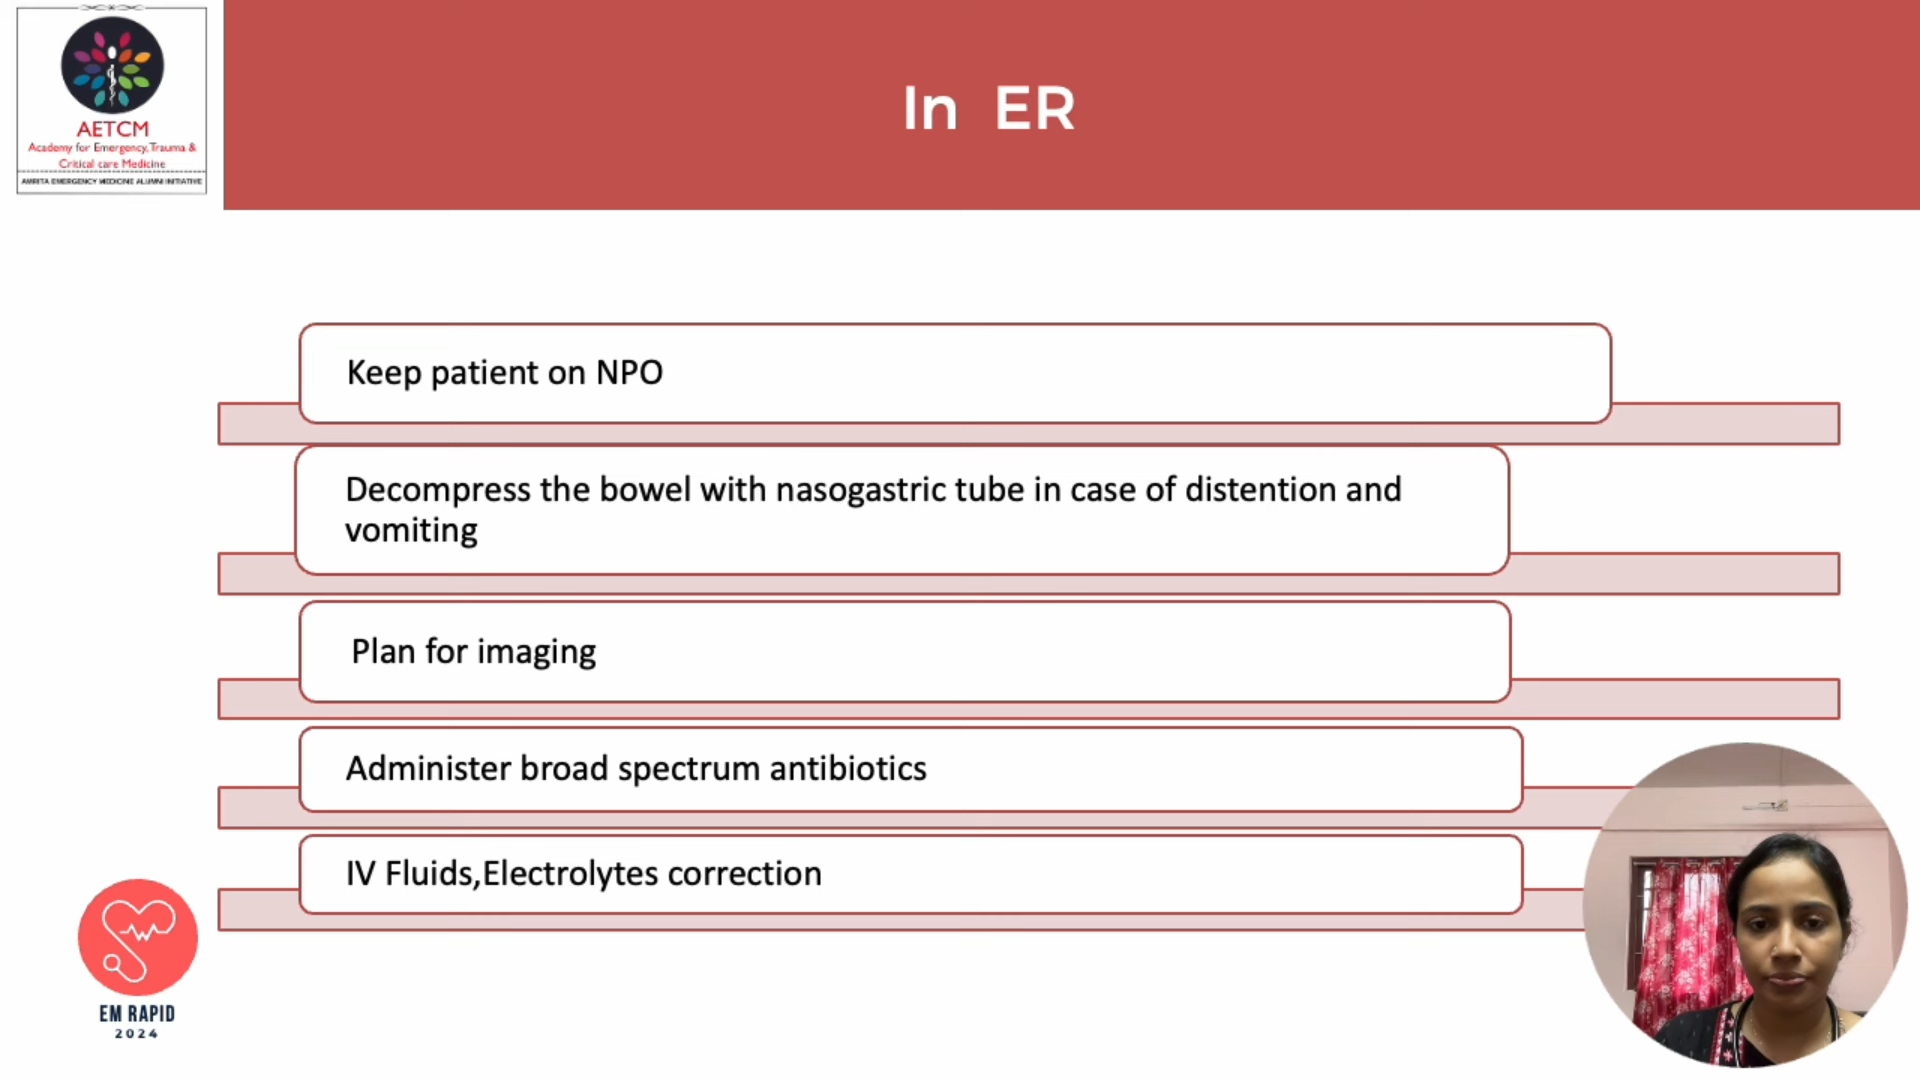 AETCM
Academy for Emergency, Trauma &
Critical care Medicine
AMRITA EMERGENCY MEDICINE ALUMNI INITIATIVE
In ER
Keep patient on NPO
Decompress the bowel with nasogastric tube in case of distention and
vomiting
Plan for imaging
Administer broad spectrum antibiotics
IV Fluids,Electrolytes correction
EM RAPID
2024